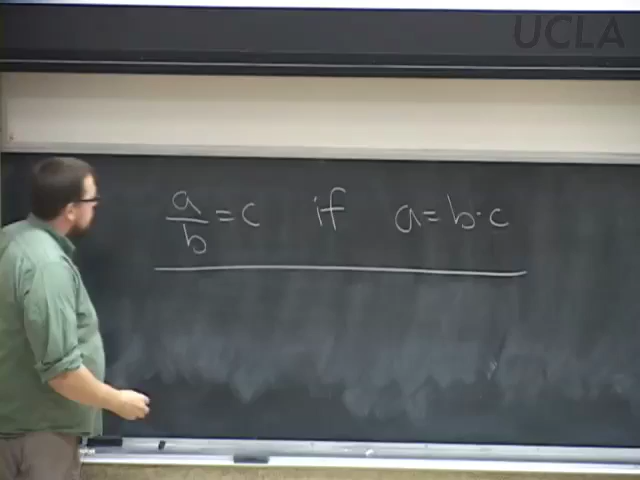 UCLA
a/b = c if a = b · c